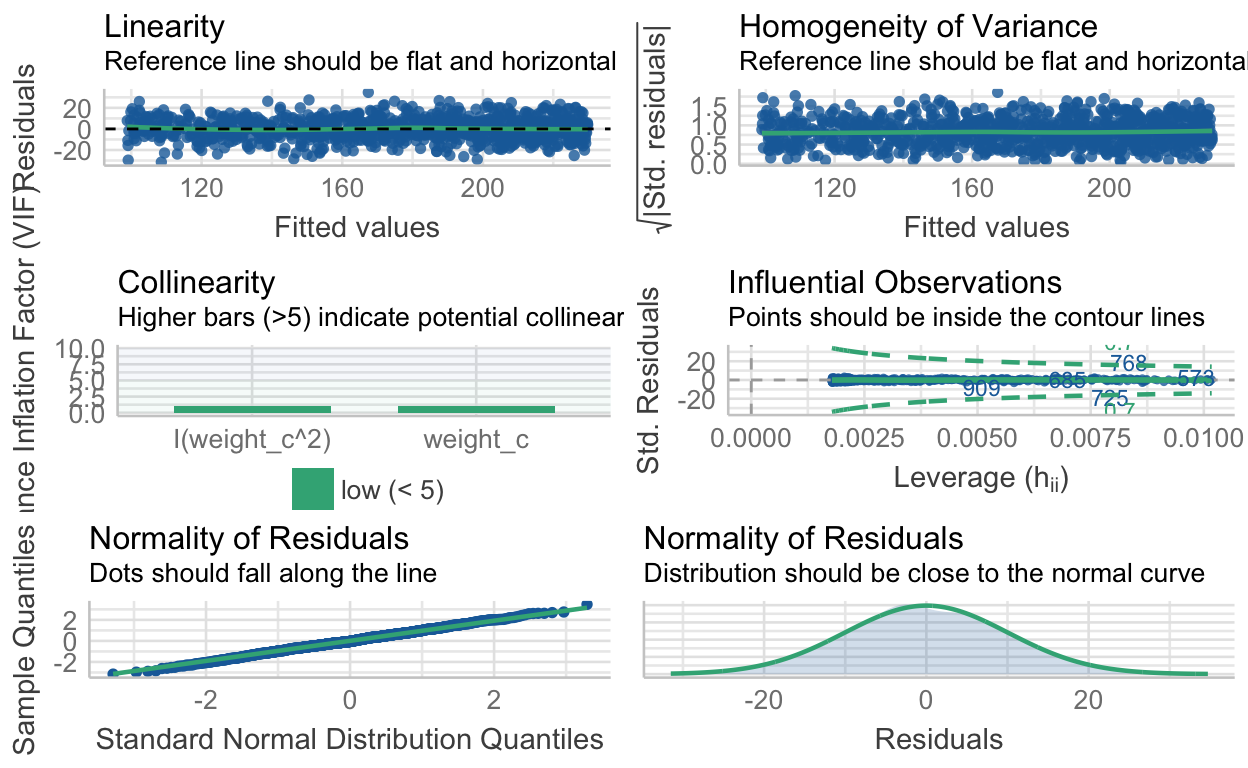 Linearity
Reference line should be flat and horizontal
Residuals
20
0
-20
120 160 200
Fitted values
Homogeneity of Variance
Reference line should be flat and horizontal
√|Std. residuals|
1.5
1.0
0.5
0.0
120 160 200
Fitted values
Collinearity
Higher bars (>5) indicate potential collinear
nce Inflation Factor (VIF)
10.0
7.5
5.0
2.5
0.0
I(weight_c^2) weight_c
low (< 5)
Influential Observations
Points should be inside the contour lines
Std. Residuals
20
0
-20
0.7
768
573
685
909
725
0.7
0.0000 0.0025 0.0050 0.0075 0.0100
Leverage (hii)
Normality of Residuals
Dots should fall along the line
Sample Quantiles
2
0
-2
-2 0 2
Standard Normal Distribution Quantiles
Normality of Residuals
Distribution should be close to the normal curve
-20 0 20
Residuals